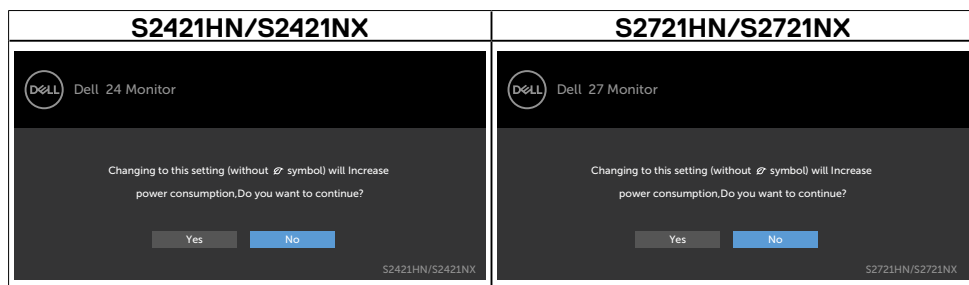 S2421HN/S2421NX
S2721HN/S2721NX
DELL Dell 24 Monitor
Changing to this setting (without symbol) will Increase
power consumption,Do you want to continue?
Yes No
S2421HN/S2421NX
DELL Dell 27 Monitor
Changing to this setting (without symbol) will Increase
power consumption,Do you want to continue?
Yes No
S2721HN/S2721NX